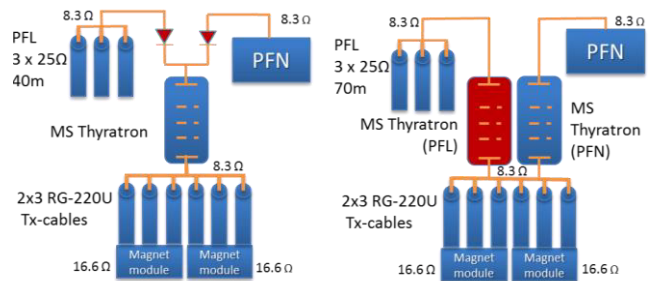 8.3 Ω
8.3 Ω
PFL
3 x 25Ω
40m
PFN
MS Thyratron
8.3 Ω
2x3 RG-220U
Tx-cables
Magnet
module
Magnet
module
16.6 Ω
16.6 Ω
8.3 Ω
8.3 Ω
PFL
3 x 25Ω
70m
PFN
MS Thyratron
(PFL)
MS
Thyratron
(PFN)
8.3 Ω
2x3 RG-220U
Tx-cables
Magnet
module
Magnet
module
16.6 Ω
16.6 Ω